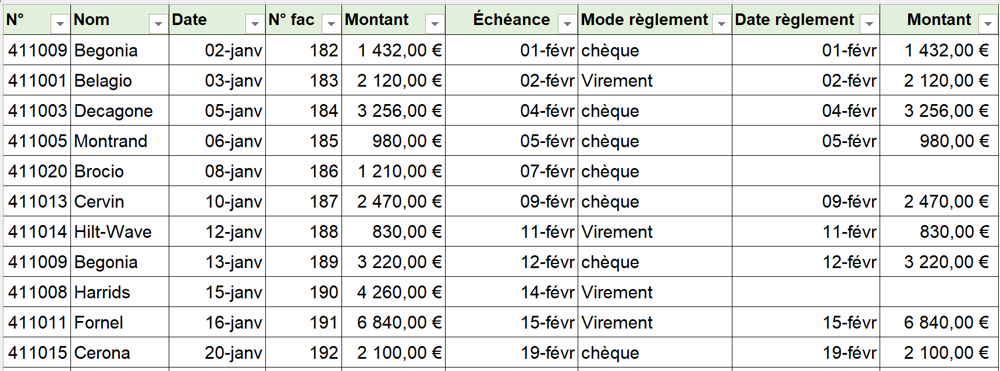 N° Nom Date N° fac Montant Échéance Mode règlement Date règlement Montant
411009 Begonia 02-janv 182 1 432,00 € 01-févr chèque 01-févr 1 432,00 €
411001 Belagio 03-janv 183 2 120,00 € 02-févr Virement 02-févr 2 120,00 €
411003 Decagone 05-janv 184 3 256,00 € 04-févr chèque 04-févr 3 256,00 €
411005 Montrand 06-janv 185 980,00 € 05-févr chèque 05-févr 980,00 €
411020 Brocio 08-janv 186 1 210,00 € 07-févr chèque
411013 Cervin 10-janv 187 2 470,00 € 09-févr chèque 09-févr 2 470,00 €
411014 Hilt-Wave 12-janv 188 830,00 € 11-févr Virement 11-févr 830,00 €
411009 Begonia 13-janv 189 3 220,00 € 12-févr chèque 12-févr 3 220,00 €
411008 Harrids 15-janv 190 4 260,00 € 14-févr Virement
411011 Fornel 16-janv 191 6 840,00 € 15-févr Virement 15-févr 6 840,00 €
411015 Cerona 20-janv 192 2 100,00 € 19-févr chèque 19-févr 2 100,00 €